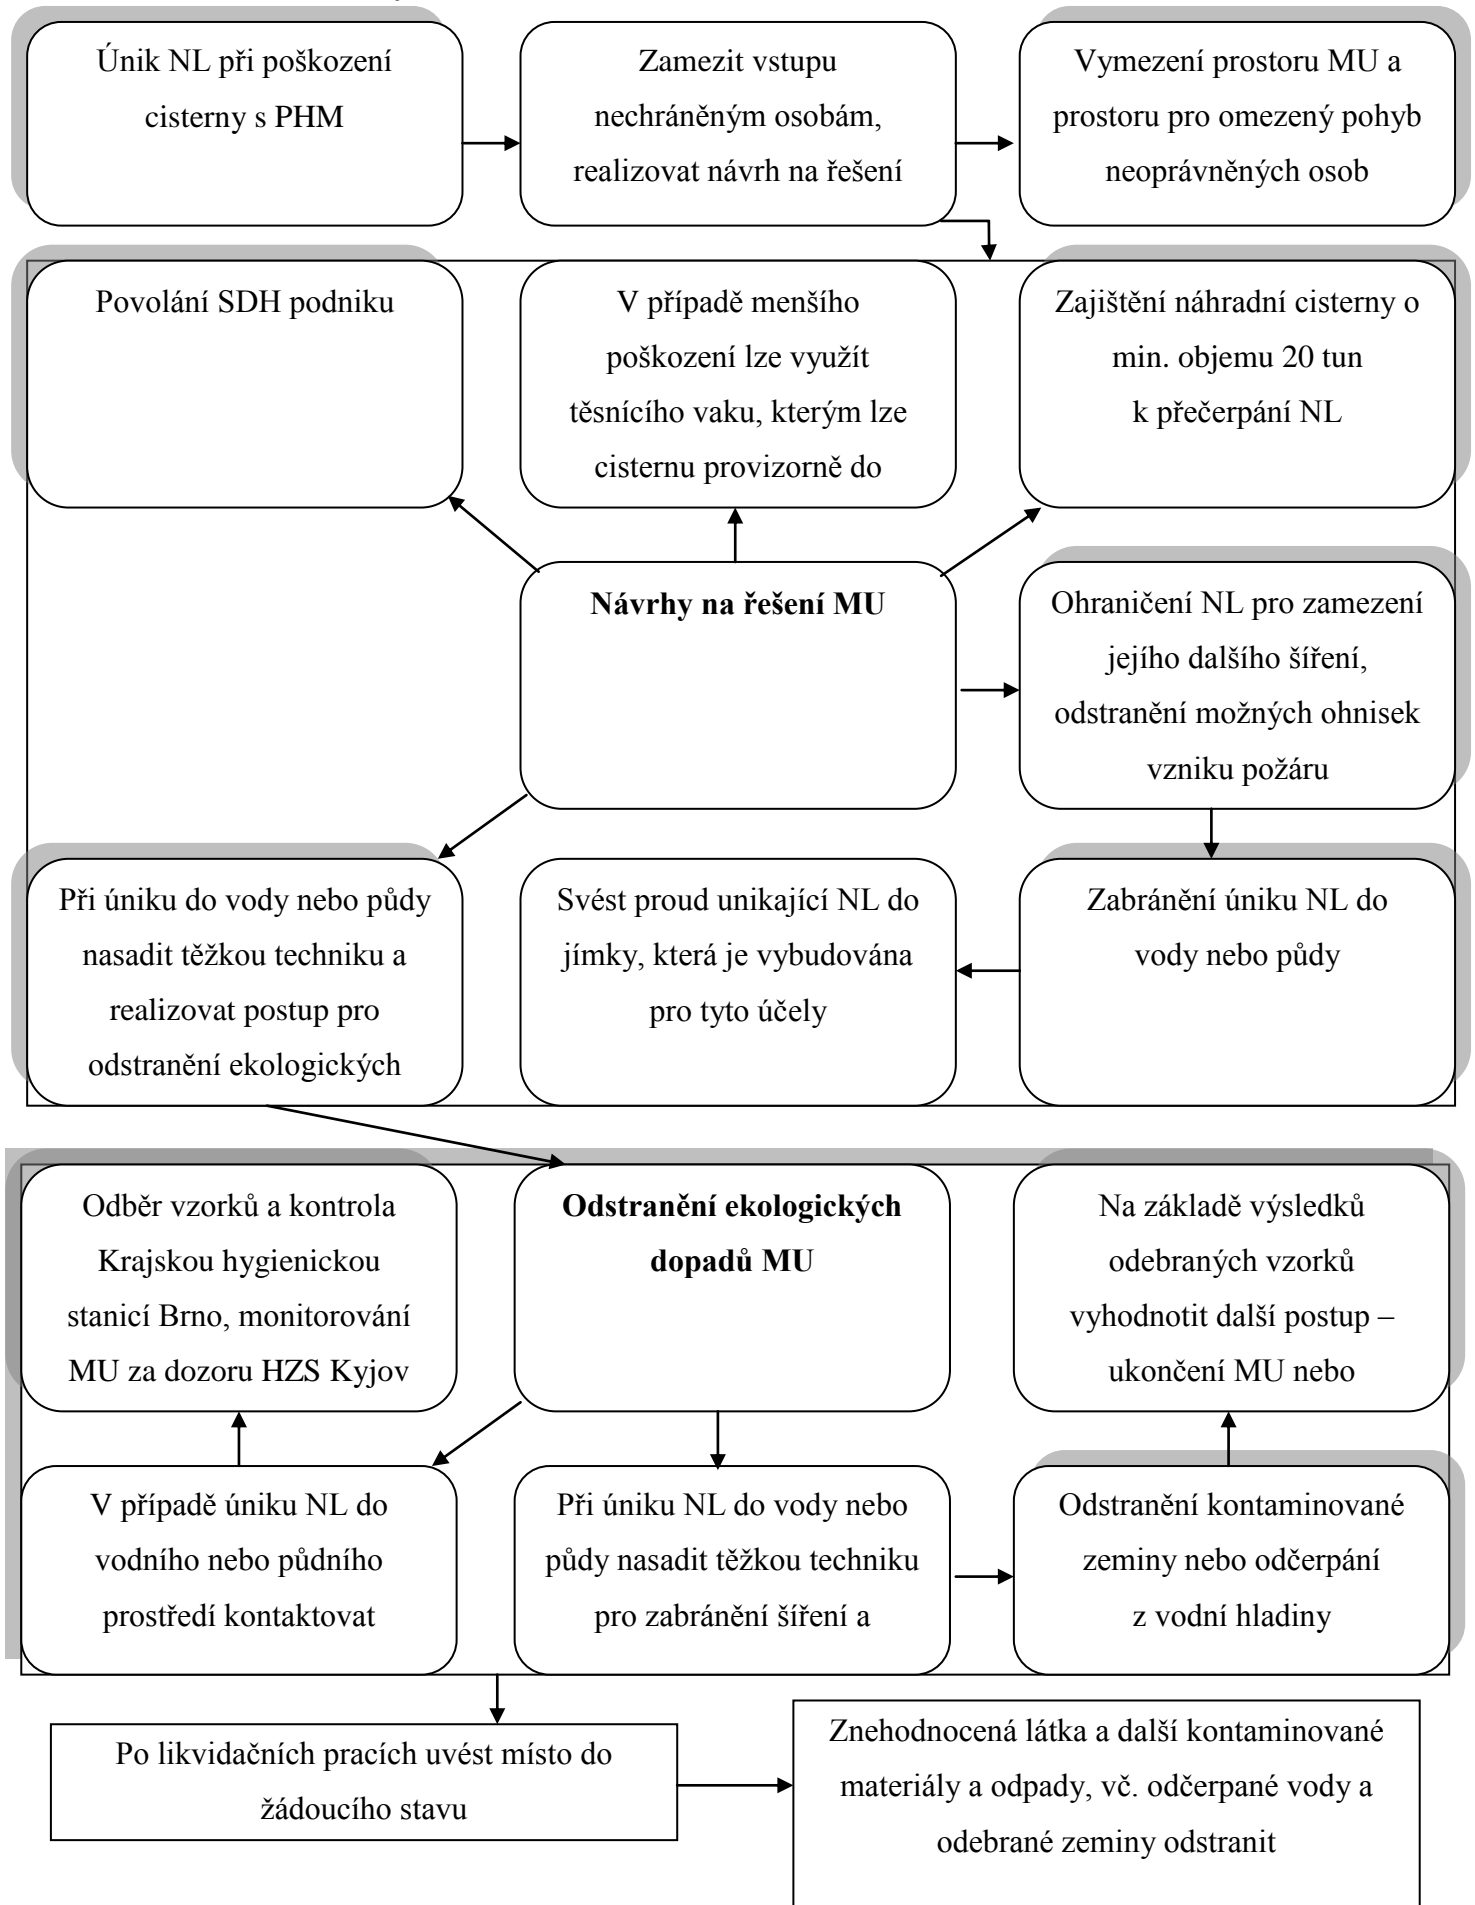 Únik NL při poškození
cisterny s PHM
Zamezit vstupu
nechráněným osobám,
realizovat návrh na řešení
Vymezení prostoru MU a
prostoru pro omezený pohyb
neoprávněných osob
Povolání SDH podniku
V případě menšího
poškození lze využít
těsnícího vaku, kterým lze
cisternu provizorně do
Zajištění náhradní cisterny o
min. objemu 20 tun
k přečerpání NL
Návrhy na řešení MU
Ohraničení NL pro zamezení
jejího dalšího šíření,
odstranění možných ohnisek
vzniku požáru
Při úniku do vody nebo půdy
nasadit těžkou techniku a
realizovat postup pro
odstranění ekologických
Svést proud unikající NL do
jímky, která je vybudována
pro tyto účely
Zabránění úniku NL do
vody nebo půdy
Odběr vzorků a kontrola
Krajskou hygienickou
stanicí Brno, monitorování
MU za dozoru HZS Kyjov
Odstranění ekologických
dopadů MU
Na základě výsledků
odebraných vzorků
vyhodnotit další postup –
ukončení MU nebo
V případě úniku NL do
vodního nebo půdního
prostředí kontaktovat
Při úniku NL do vody nebo
půdy nasadit těžkou techniku
pro zabránění šíření a
Odstranění kontaminované
zeminy nebo odčerpání
z vodní hladiny
Po likvidačních pracích uvést místo do
žádoucího stavu
Znehodnocená látka a další kontaminované
materiály a odpady, vč. odčerpané vody a
odebrané zeminy odstranit